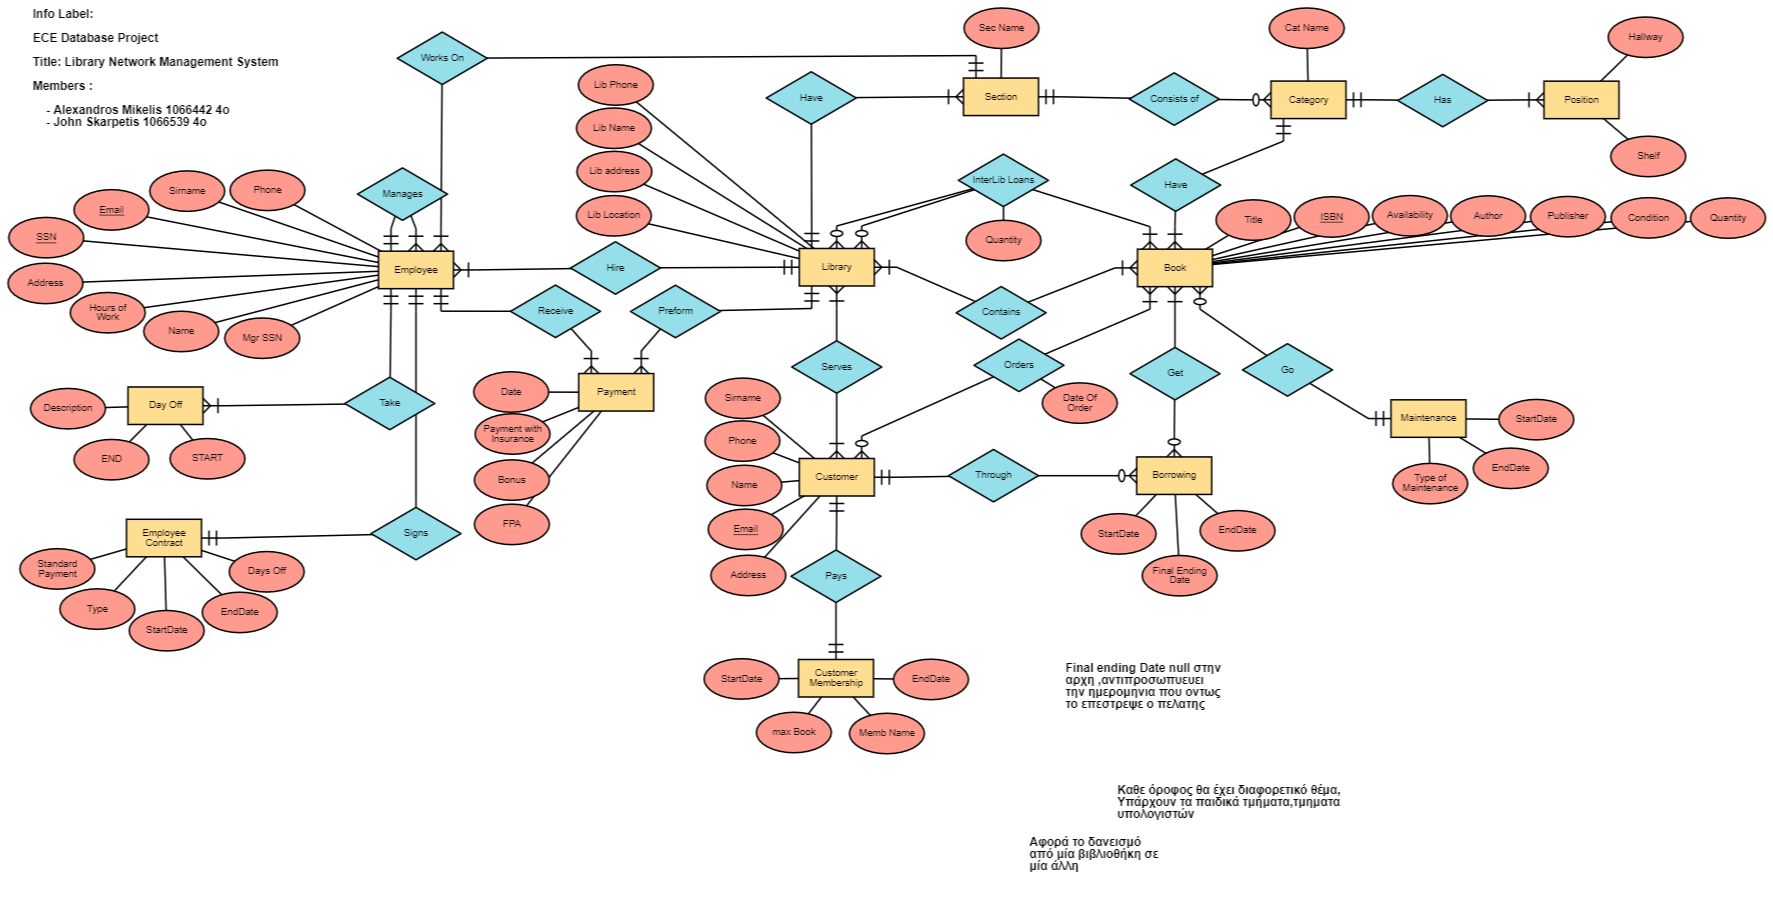 Info Label:
ECE Database Project
Title: Library Network Management System
Members :
- Alexandros Mikelis 1066442 4o
- John Skarpetis 1066539 4o
Works On
Sec Name
Cat Name
Hallway
Lib Phone
Have
Section
Consists of
Category
Has
Position
Lib Name
Shelf
Lib address
InterLib Loans
Have
Manages
Lib Location
Quantity
Phone
Sirname
Email
SSN
Address
Hours of
Work
Name
Mgr SSN
Employee
Hire
Library
Book
Title
ISBN
Availability
Author
Publisher
Condition
Quantity
Receive
Preform
Contains
Serves
Orders
Date Of
Order
Get
Go
Day Off
Description
END
START
Take
Payment
Date
Payment with
Insurance
Bonus
FPA
Maintenance
StartDate
EndDate
Type of
Maintenance
Sirname
Phone
Name
Email
Address
Customer
Through
Borrowing
StartDate
Final Ending
Date
EndDate
Employee
Contract
Standard
Payment
Type
StartDate
EndDate
Days Off
Signs
Pays
Customer
Membership
StartDate
EndDate
max Book
Memb Name
Final ending Date null στην
αρχη ,αντιπροσωπυευει
την ημερομηνια που οντως
το επεστρεψε ο πελατης
Καθε όροφος θα έχει διαφορετικό θέμα,
Υπάρχουν τα παιδικά τμήματα,τμηματα
υπολογιστών
Αφορά το δανεισμό
από μία βιβλιοθήκη σε
μία άλλη